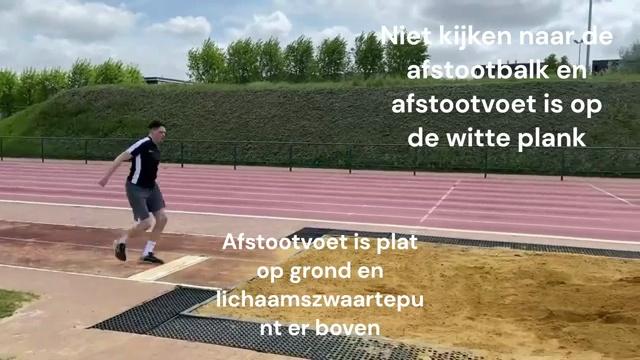 Niet kijken naar de
afstootbalk en
afstootvoet is op
de witte plank
Afstootvoet is plat
op grond en
lichaamszwaartepu
nt er boven